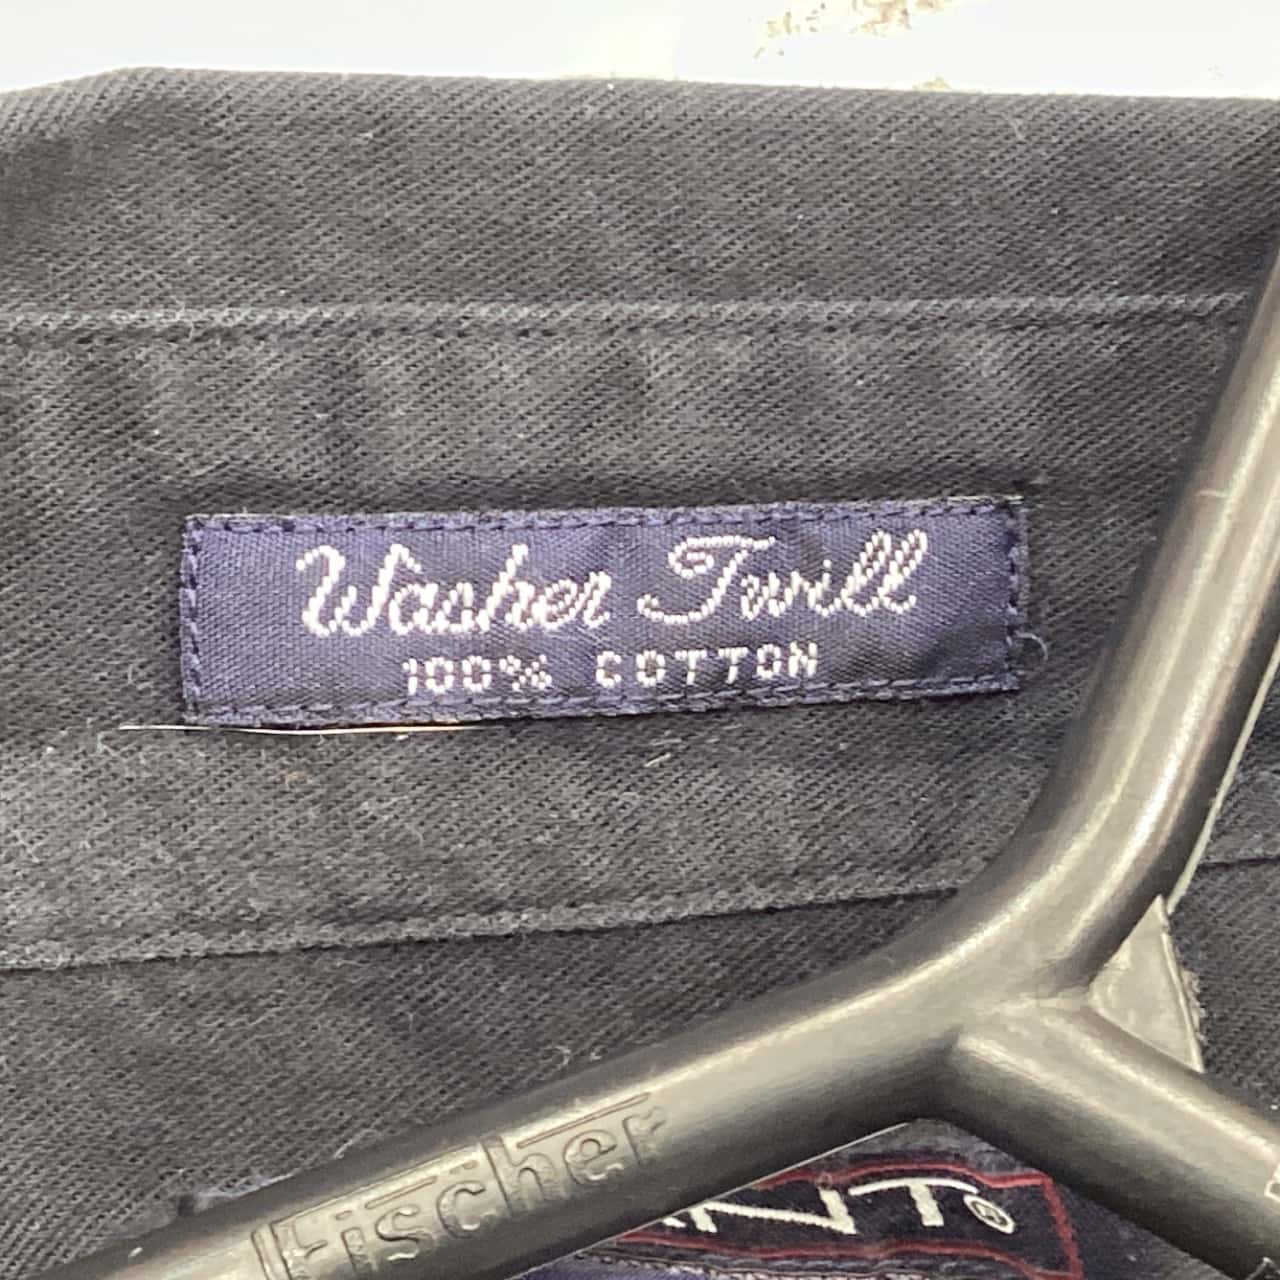 Washer Twill
100% COTTON
Fischer
NT®